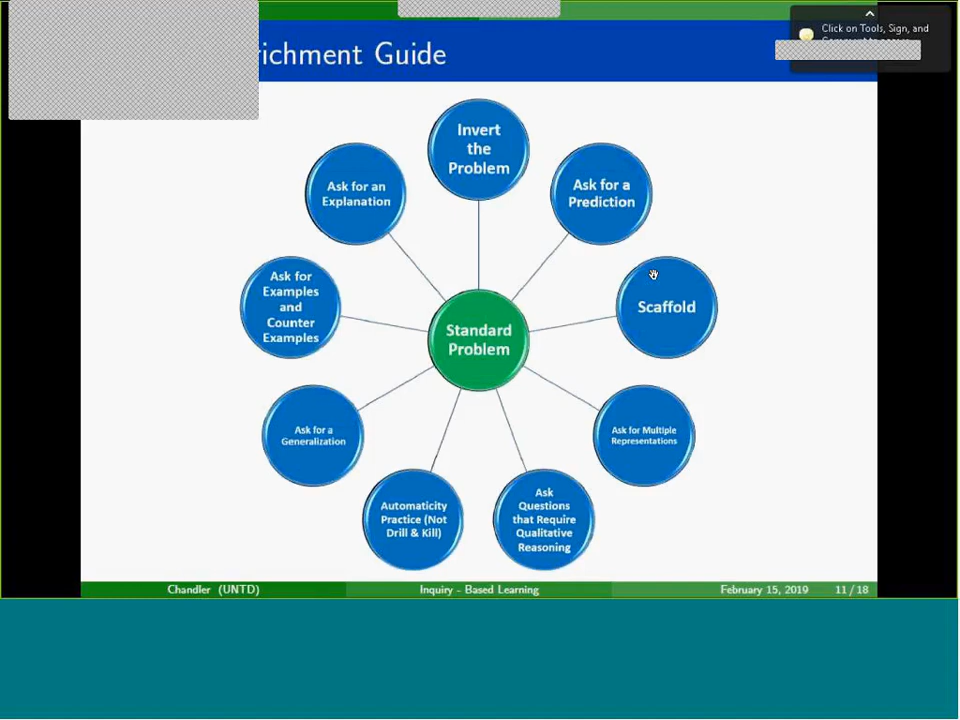 richment Guide
Click on Tools, Sign, and
Invert
the
Problem
Ask for a
Prediction
Scaffold
Ask for Multiple
Representations
Ask
Questions
that Require
Qualitative
Reasoning
Automaticity
Practice (Not
Drill & Kill)
Ask for a
Generalization
Ask for
Examples
and
Counter
Examples
Ask for an
Explanation
Standard
Problem
Chandler (UNTD)
Inquiry - Based Learning
February 15, 2019
11 / 18